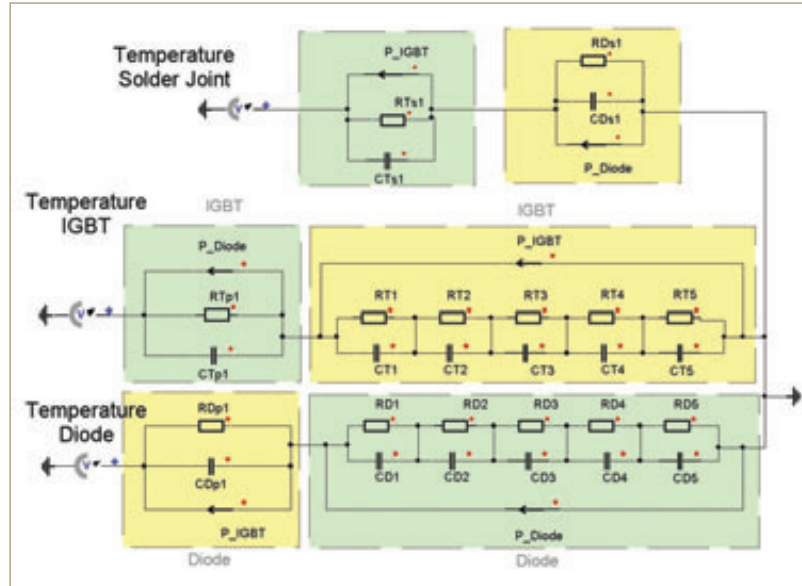 Temperature
Solder Joint
P_IGBT
RTs1
CTs1
RDs1
CDs1
P_Diode
Temperature
IGBT
IGBT
P_Diode
RTp1
CTp1
IGBT
P_IGBT
RT1 RT2 RT3 RT4 RT5
CT1 CT2 CT3 CT4 CT5
Temperature
Diode
RDp1
CDp1
P_IGBT
Diode
RD1 RD2 RD3 RD4 RD5
CD1 CD2 CD3 CD4 CD5
P_Diode
Diode
V
V
V